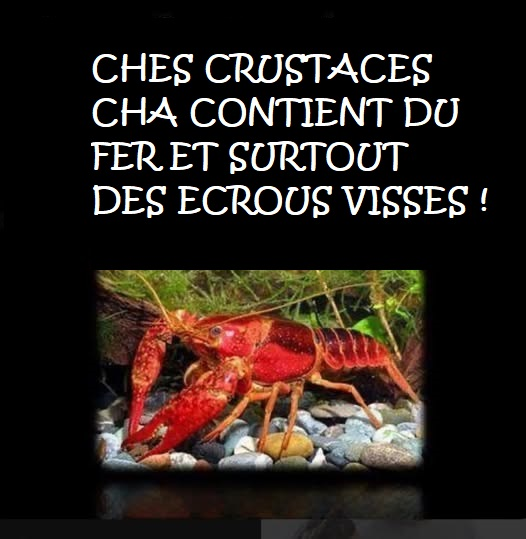 CHES CRUSTACES
CHA CONTIENT DU
FER ET SURTOUT
DES ECROUS VISSES !